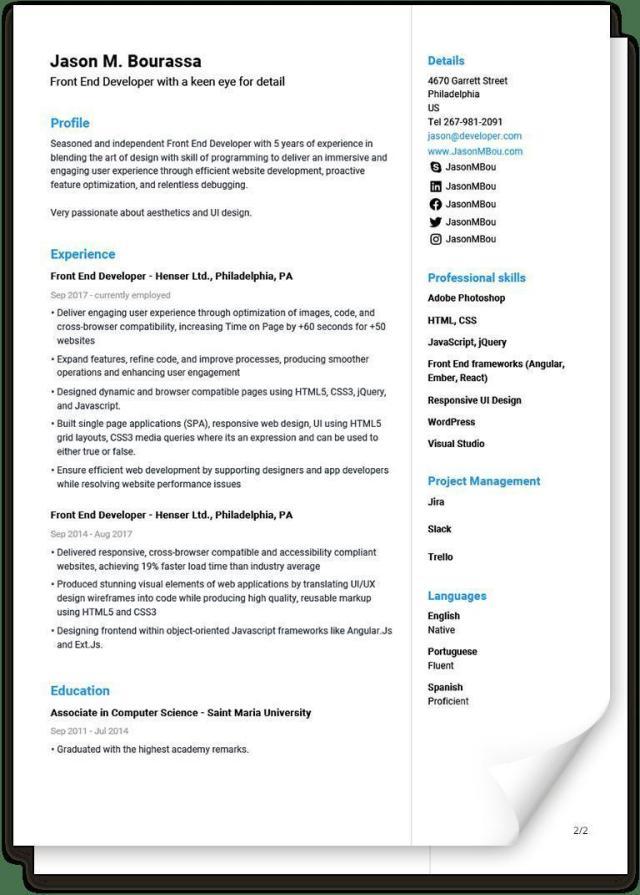 Jason M. Bourassa
Front End Developer with a keen eye for detail
Profile
Seasoned and independent Front End Developer with 5 years of experience in
blending the art of design with skill of programming to deliver an immersive and
engaging user experience through efficient website development, proactive
feature optimization, and relentless debugging.
Very passionate about aesthetics and UI design.
Experience
Front End Developer - Henser Ltd., Philadelphia, PA
Sep 2017 - currently employed
• Deliver engaging user experience through optimization of images, code, and
cross-browser compatibility, increasing Time on Page by +60 seconds for +50
websites
• Expand features, refine code, and improve processes, producing smoother
operations and enhancing user engagement
• Designed dynamic and browser compatible pages using HTML5, CSS3, jQuery,
and Javascript.
• Built single page applications (SPA), responsive web design, UI using HTML5
grid layouts, CSS3 media queries where its an expression and can be used to
either true or false.
• Ensure efficient web development by supporting designers and app developers
while resolving website performance issues
Front End Developer - Henser Ltd., Philadelphia, PA
Sep 2014 - Aug 2017
• Delivered responsive, cross-browser compatible and accessibility compliant
websites, achieving 19% faster load time than industry average
• Produced stunning visual elements of web applications by translating UI/UX
design wireframes into code while producing high quality, reusable markup
using HTML5 and CSS3
• Designing frontend within object-oriented Javascript frameworks like Angular.Js
and Ext.Js.
Education
Associate in Computer Science - Saint Maria University
Sep 2011 - Jul 2014
• Graduated with the highest academy remarks.
Details
4670 Garrett Street
Philadelphia
US
Tel 267-981-2091
jason@developer.com
www.JasonMBou.com
JasonMBou
JasonMBou
JasonMBou
JasonMBou
JasonMBou
Professional skills
Adobe Photoshop
HTML, CSS
JavaScript, jQuery
Front End frameworks (Angular,
Ember, React)
Responsive UI Design
WordPress
Visual Studio
Project Management
Jira
Slack
Trello
Languages
English
Native
Portuguese
Fluent
Spanish
Proficient
2/2